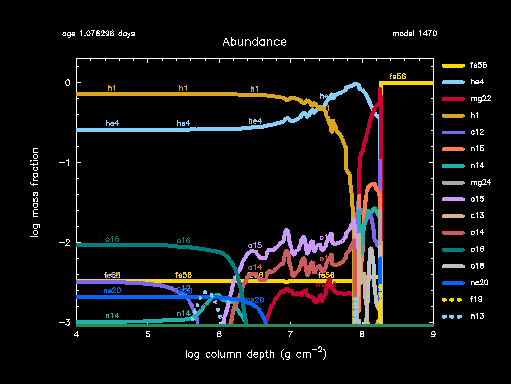 age 1.076296 days
model 1470
Abundance
log mass fraction
0
−1
−2
−3
4
5
6
7
8
9
log column depth (g cm−2)
h1
h1
h1
he4
he4
he4
fe56
o16
o16
o15
o14
fe56
fe56
fe56
ne20
ne20
n14
n14
fe56
he4
mg22
h1
c12
n15
n14
mg24
o15
c13
o14
o16
o18
ne20
f19
n13